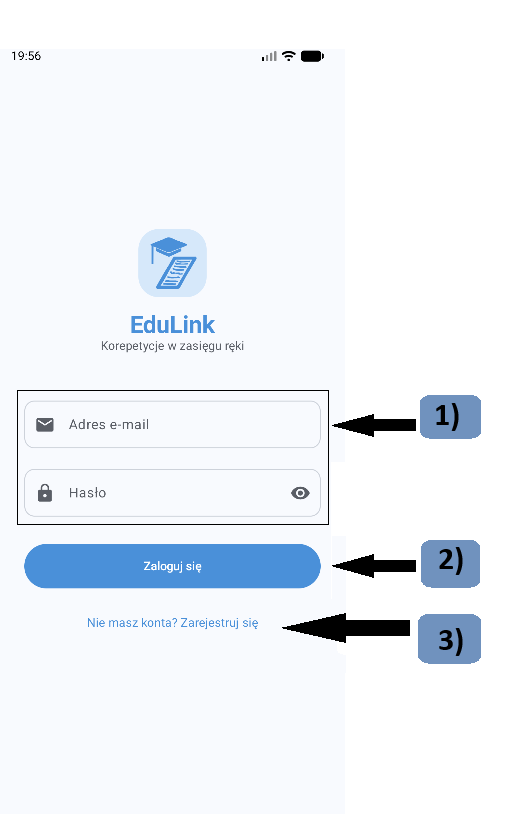 19:56
EduLink
Korepetycje w zasięgu ręki
Adres e-mail
1)
Hasło
Zaloguj się
2)
Nie masz konta? Zarejestruj się
3)